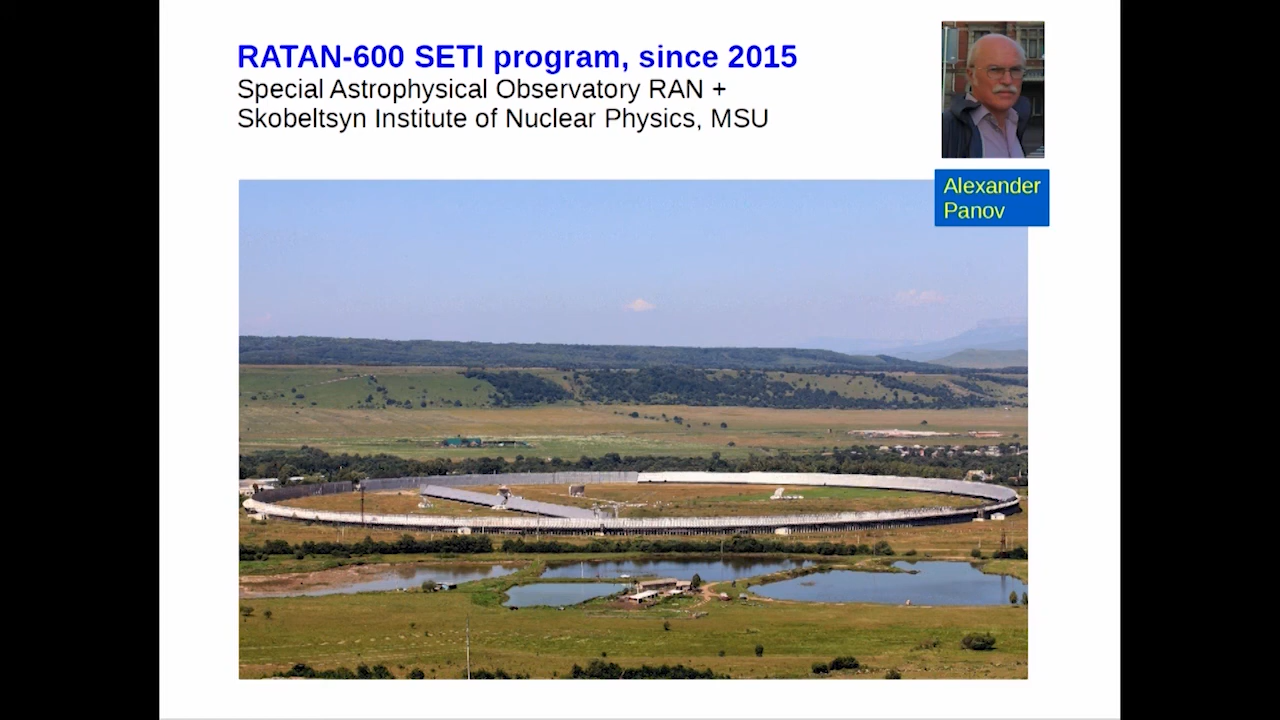 RATAN-600 SETI program, since 2015
Special Astrophysical Observatory RAN +
Skobeltsyn Institute of Nuclear Physics, MSU
Alexander
Panov